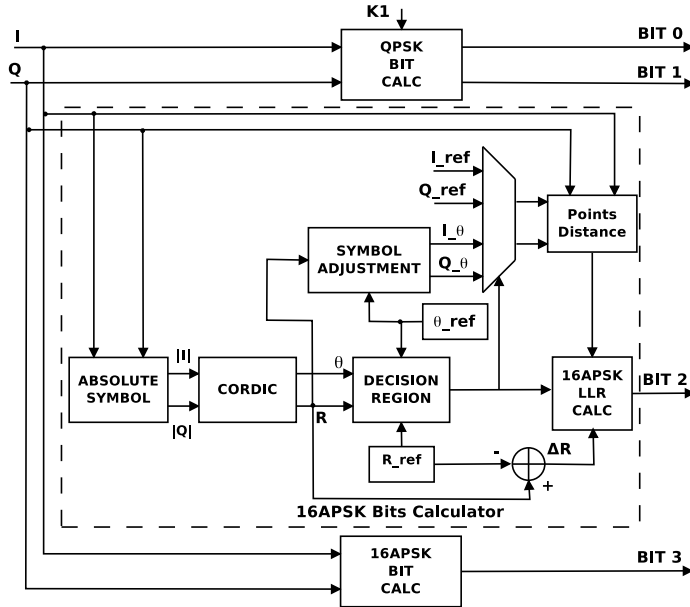 K1
I
QPSK
BIT
CALC
BIT 0
Q
BIT 1
I_ref
Q_ref
I_θ
Q_θ
Points
Distance
SYMBOL
ADJUSTMENT
θ_ref
|I|
|Q|
ABSOLUTE
SYMBOL
CORDIC
θ
R
DECISION
REGION
16APSK
LLR
CALC
BIT 2
R_ref
-
+
ΔR
16APSK Bits Calculator
16APSK
BIT
CALC
BIT 3